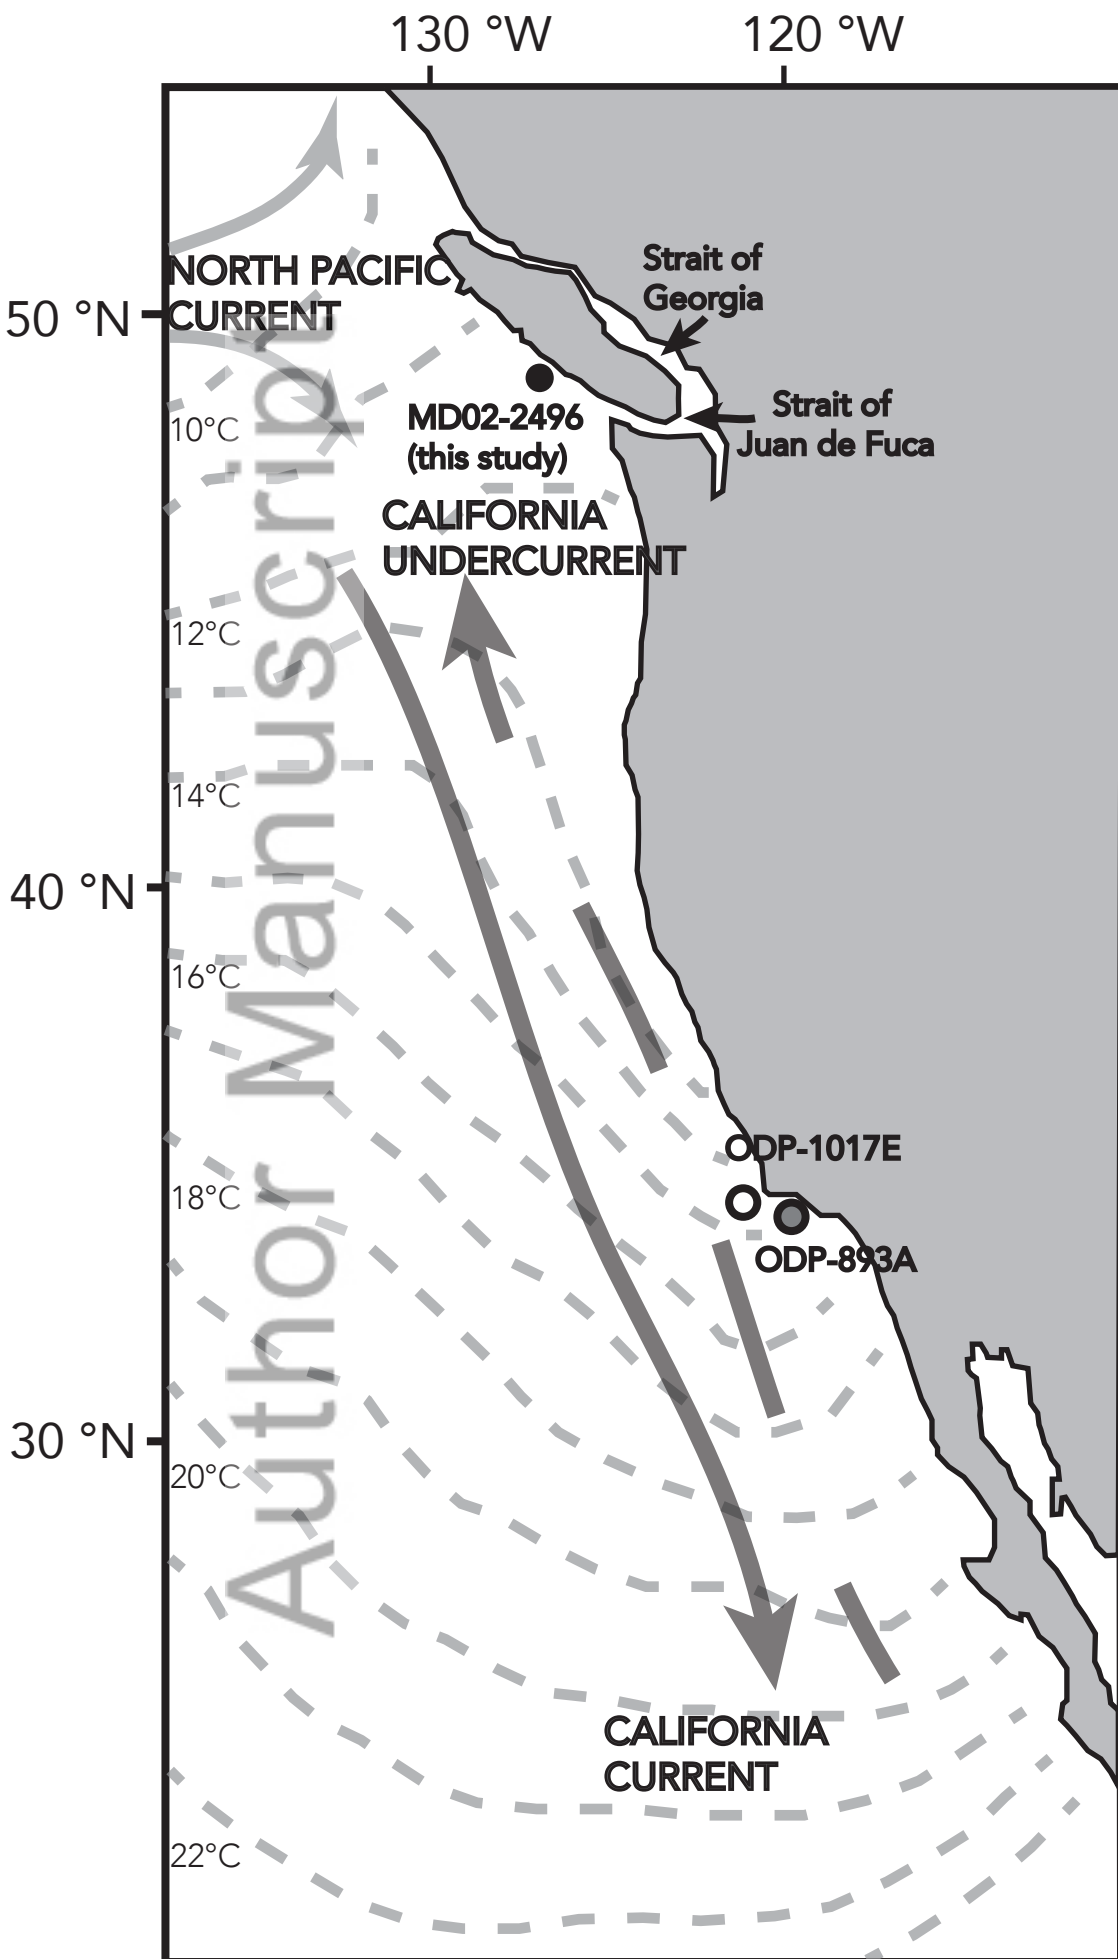 130 °W
120 °W
Strait of
Georgia
NORTH PACIFIC
CURRENT
50 °N
Strait of
Juan de Fuca
MD02-2496
(this study)
10°C
CALIFORNIA
UNDERCURRENT
12°C
14°C
40 °N
16°C
ODP-1017E
18°C
ODP-893A
30 °N
20°C
CALIFORNIA
CURRENT
22°C
Author Manuscript